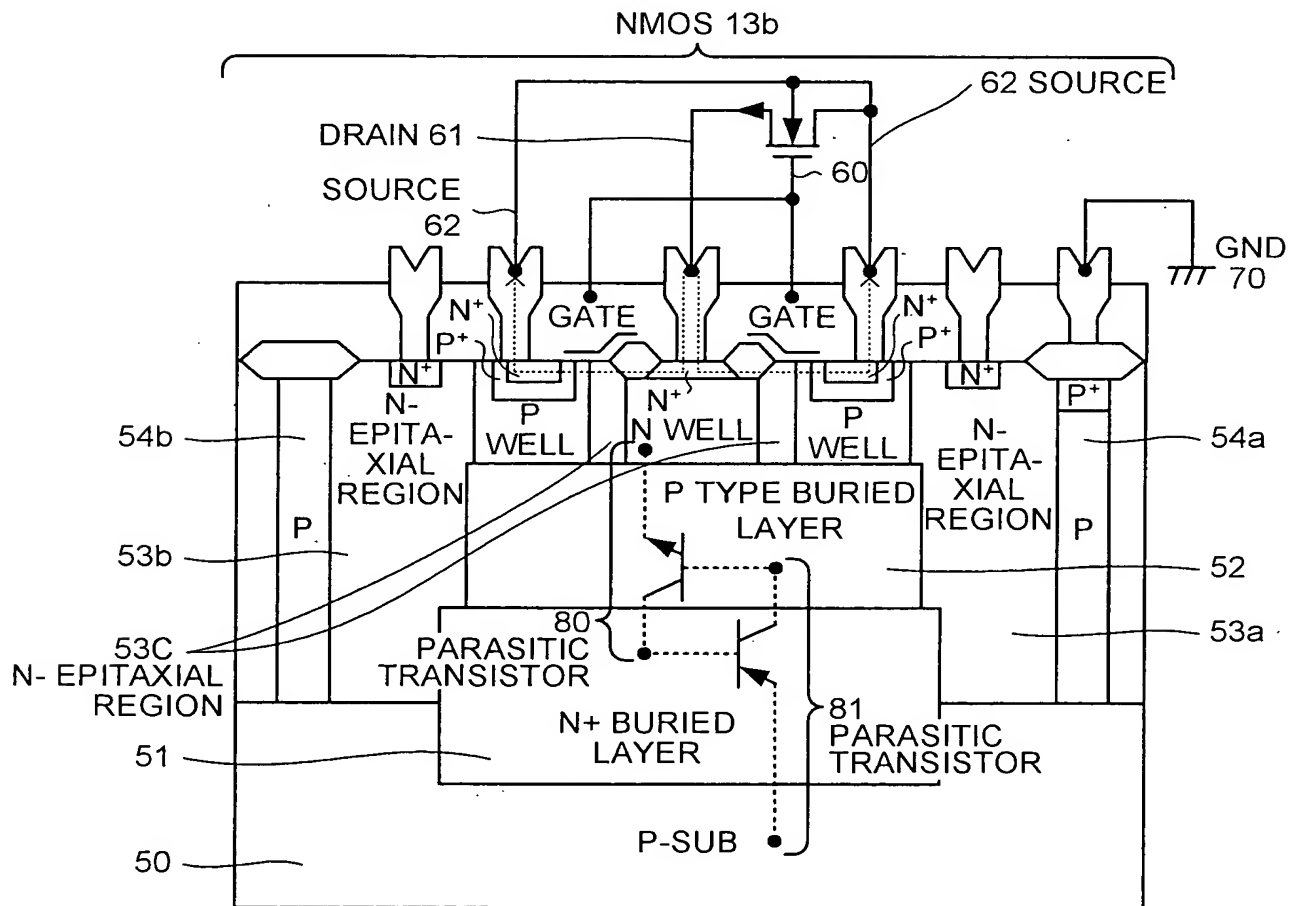 NMOS 13b
62 SOURCE
DRAIN 61
60
SOURCE
62
GND
70
N+
P+
GATE
GATE
N+
P+
N+
N+
N+
P+
54b
N-
EPITA-
XIAL
REGION
P
WELL
N WELL
P
WELL
N-
EPITA-
XIAL
REGION
54a
P
P TYPE BURIED
LAYER
P
53b
52
80
53C
N- EPITAXIAL
REGION
PARASITIC
TRANSISTOR
53a
N+ BURIED
LAYER
81
PARASITIC
TRANSISTOR
51
P-SUB
50